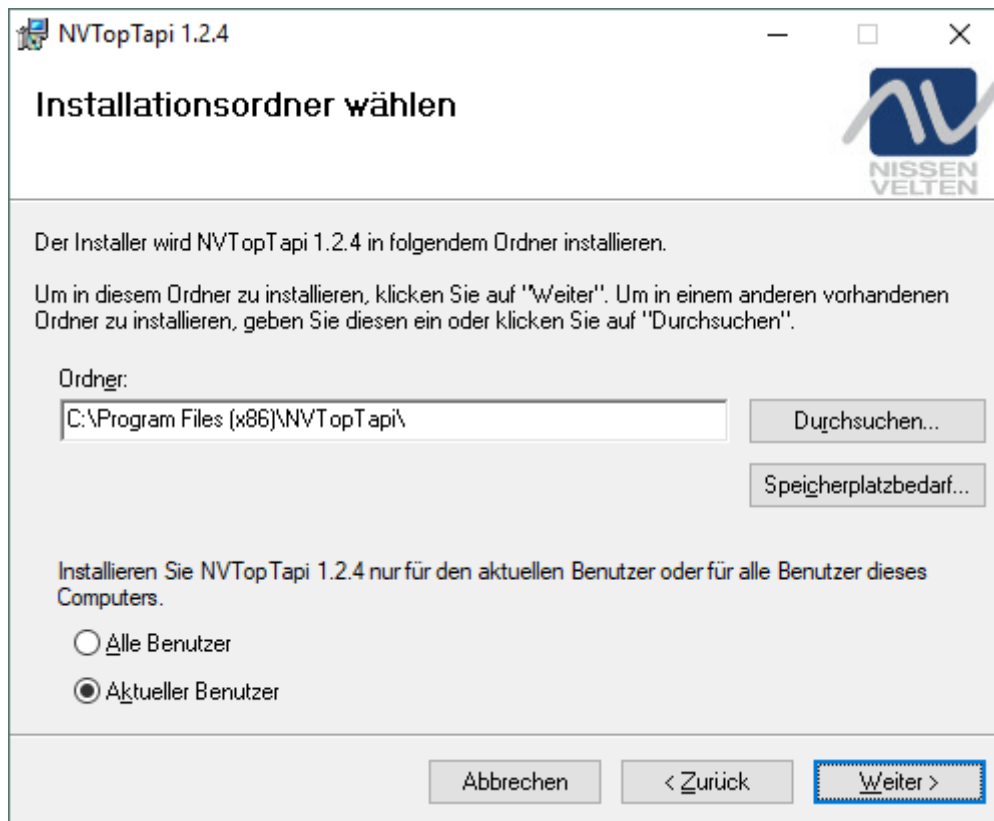 NVTopTapi 1.2.4
Installationsordner wählen
NISSEN
VELTEN
Der Installer wird NVTopTapi 1.2.4 in folgendem Ordner installieren.
Um in diesem Ordner zu installieren, klicken Sie auf "Weiter". Um in einem anderen vorhandenen
Ordner zu installieren, geben Sie diesen ein oder klicken Sie auf "Durchsuchen".
Ordner:
C:\Program Files (x86)\NVTopTapi\
Durchsuchen...
Speicherplatzbedarf...
Installieren Sie NVTopTapi 1.2.4 nur für den aktuellen Benutzer oder für alle Benutzer dieses
Computers.
Alle Benutzer
Aktueller Benutzer
Abbrechen
< Zurück
Weiter >